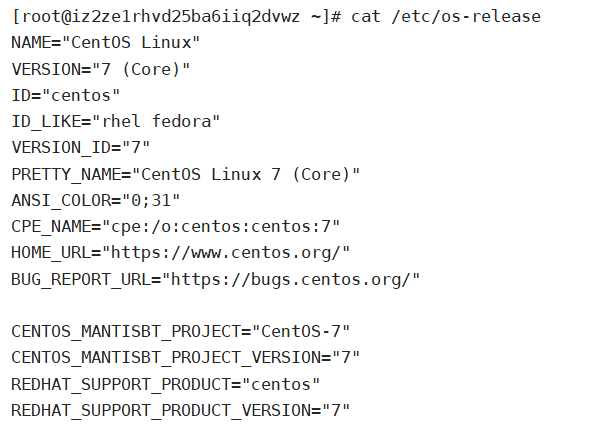 [root@iz2ze1rhvd25ba6iiq2dvwz ~]# cat /etc/os-release
NAME="CentOS Linux"
VERSION="7 (Core)"
ID="centos"
ID_LIKE="rhel fedora"
VERSION_ID="7"
PRETTY_NAME="CentOS Linux 7 (Core)"
ANSI_COLOR="0;31"
CPE_NAME="cpe:/o:centos:centos:7"
HOME_URL="https://www.centos.org/"
BUG_REPORT_URL="https://bugs.centos.org/"

CENTOS_MANTISBT_PROJECT="CentOS-7"
CENTOS_MANTISBT_PROJECT_VERSION="7"
REDHAT_SUPPORT_PRODUCT="centos"
REDHAT_SUPPORT_PRODUCT_VERSION="7"